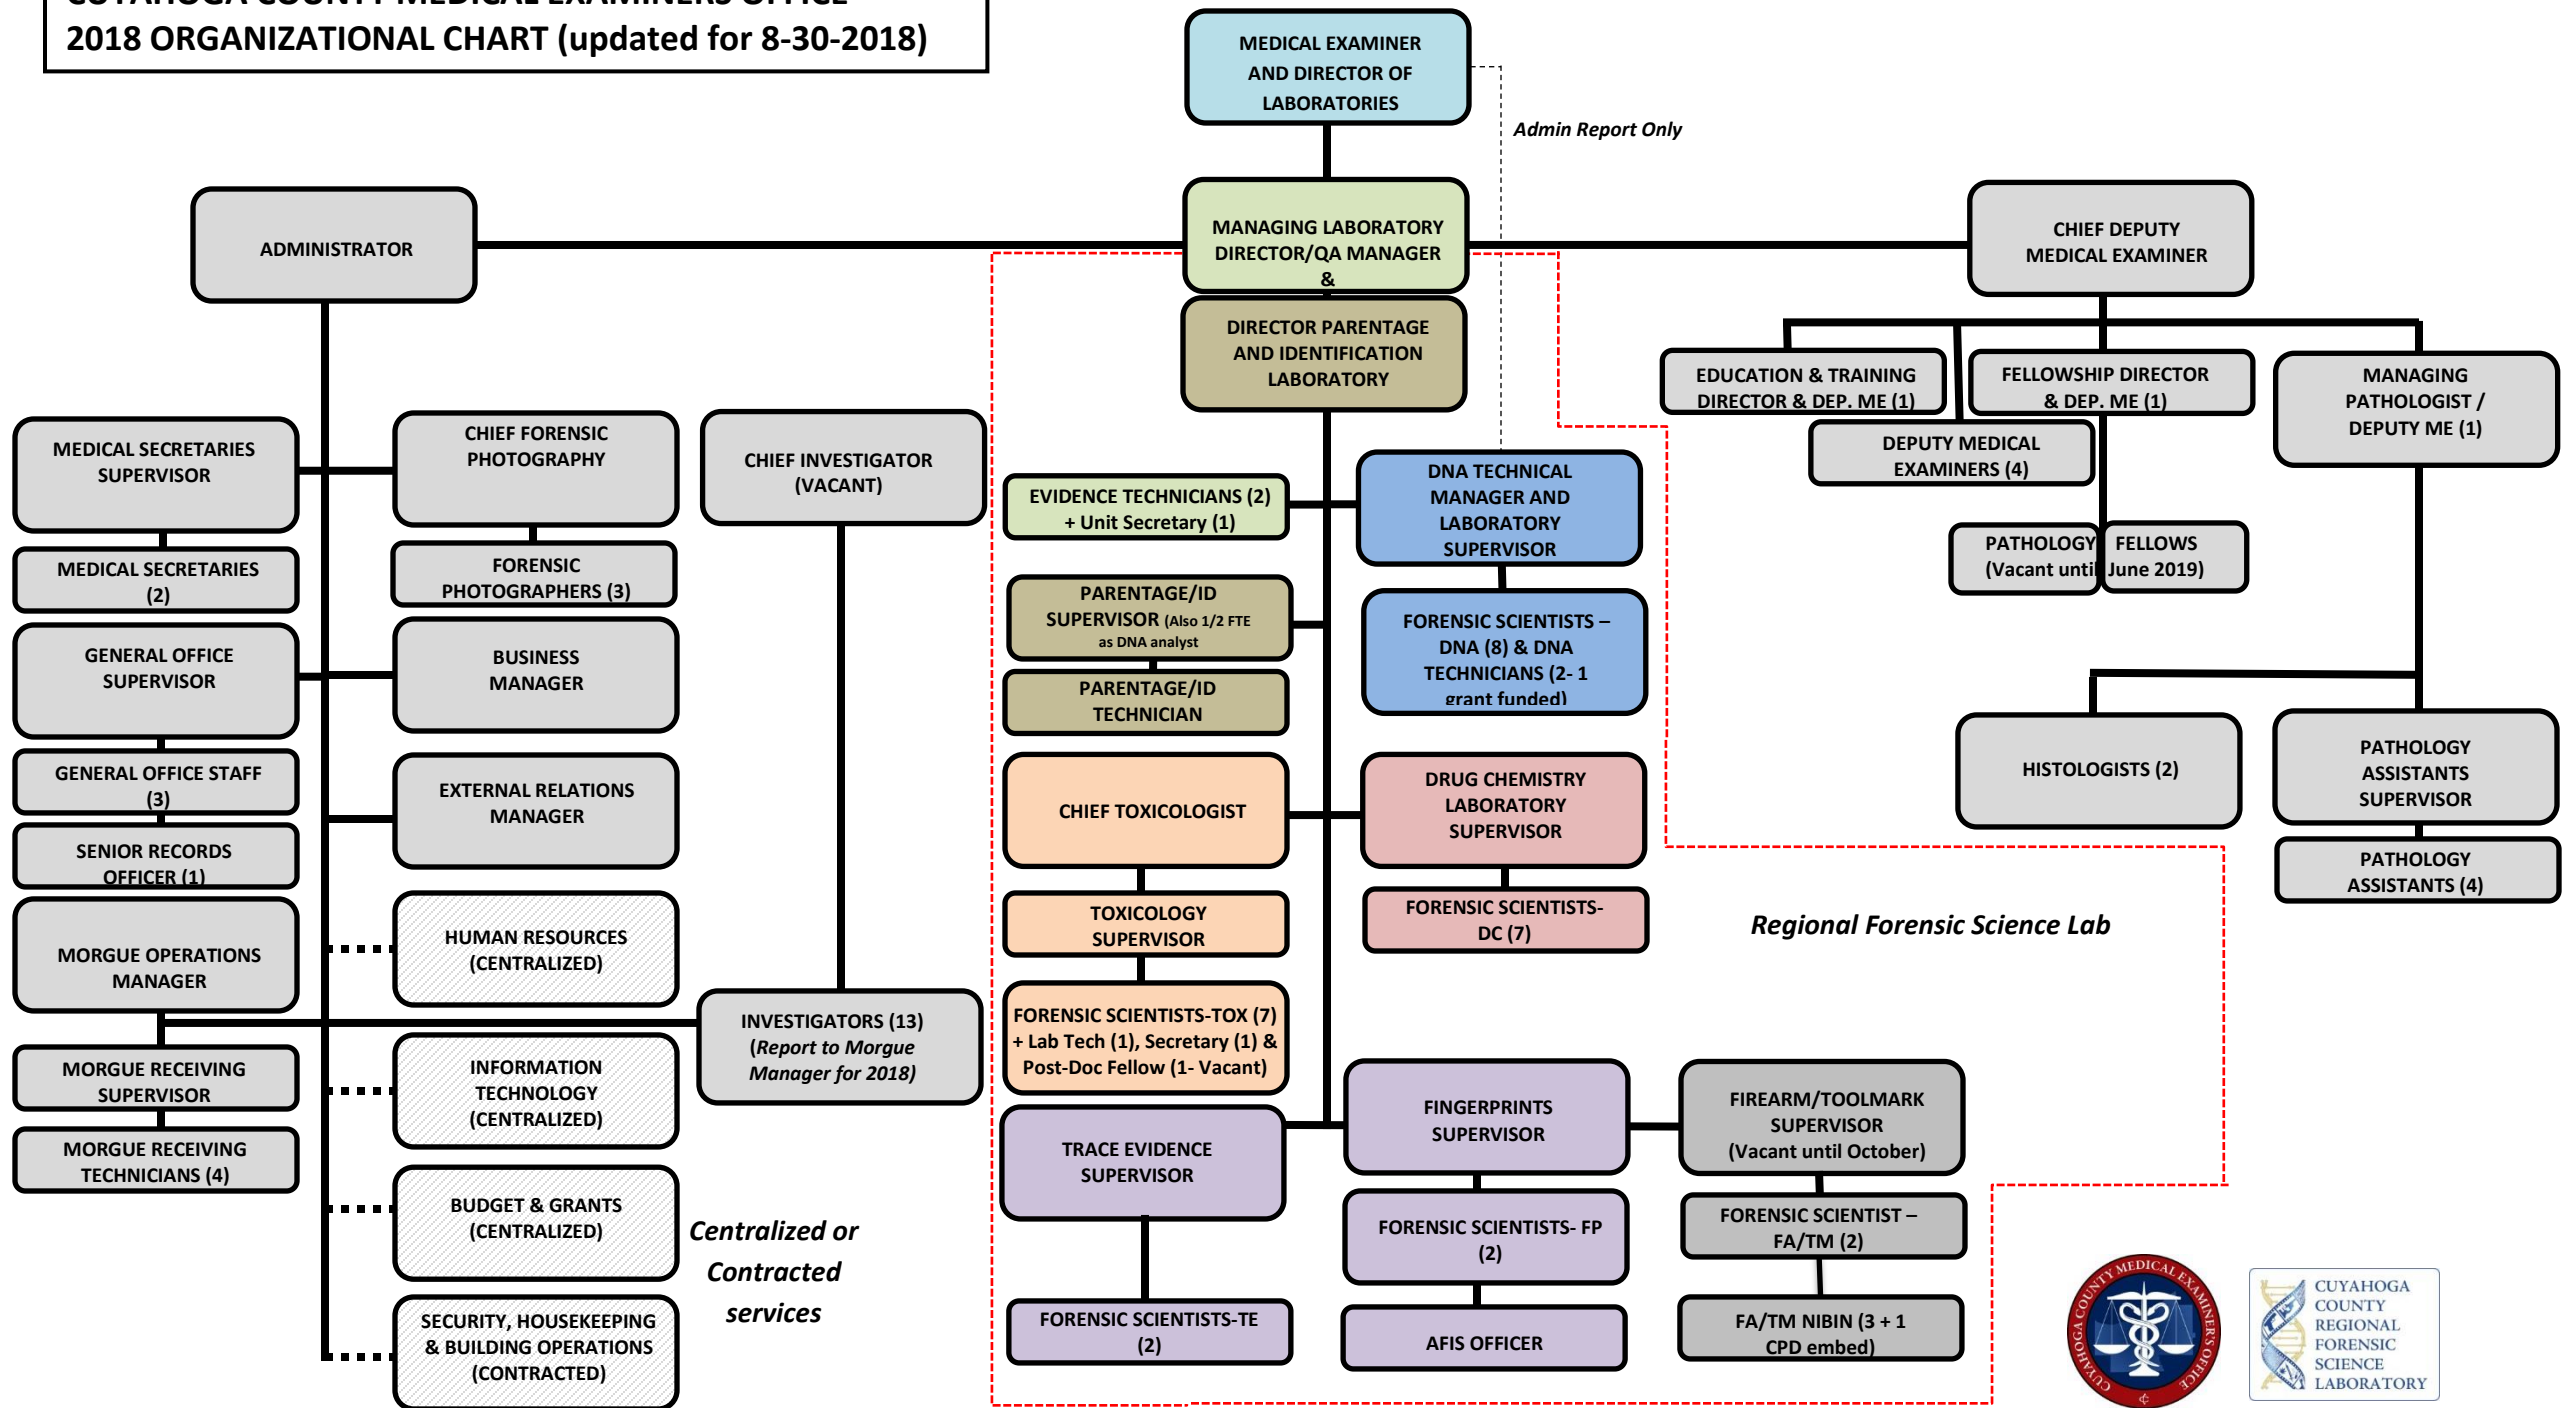 CUYAHOGA COUNTY MEDICAL EXAMINERS OFFICE
2018 ORGANIZATIONAL CHART (updated for 8-30-2018)
MEDICAL EXAMINER
AND DIRECTOR OF
LABORATORIES
Admin Report Only
ADMINISTRATOR
MANAGING LABORATORY
DIRECTOR/QA MANAGER
&
DIRECTOR PARENTAGE
AND IDENTIFICATION
LABORATORY
CHIEF DEPUTY
MEDICAL EXAMINER
MEDICAL SECRETARIES
SUPERVISOR
MEDICAL SECRETARIES
(2)
GENERAL OFFICE
SUPERVISOR
GENERAL OFFICE STAFF
(3)
SENIOR RECORDS
OFFICER (1)
MORGUE OPERATIONS
MANAGER
MORGUE RECEIVING
SUPERVISOR
MORGUE RECEIVING
TECHNICIANS (4)
CHIEF FORENSIC
PHOTOGRAPHY
FORENSIC
PHOTOGRAPHERS (3)
BUSINESS
MANAGER
EXTERNAL RELATIONS
MANAGER
HUMAN RESOURCES
(CENTRALIZED)
INFORMATION
TECHNOLOGY
(CENTRALIZED)
BUDGET & GRANTS
(CENTRALIZED)
SECURITY, HOUSEKEEPING
& BUILDING OPERATIONS
(CONTRACTED)
Centralized or
Contracted
services
CHIEF INVESTIGATOR
(VACANT)
INVESTIGATORS (13)
(Report to Morgue
Manager for 2018)
EVIDENCE TECHNICIANS (2)
+ Unit Secretary (1)
PARENTAGE/ID
SUPERVISOR (Also 1/2 FTE
as DNA analyst
PARENTAGE/ID
TECHNICIAN
CHIEF TOXICOLOGIST
TOXICOLOGY
SUPERVISOR
FORENSIC SCIENTISTS-TOX (7)
+ Lab Tech (1), Secretary (1) &
Post-Doc Fellow (1- Vacant)
TRACE EVIDENCE
SUPERVISOR
FORENSIC SCIENTISTS-TE
(2)
DNA TECHNICAL
MANAGER AND
LABORATORY
SUPERVISOR
FORENSIC SCIENTISTS –
DNA (8) & DNA
TECHNICIANS (2- 1
grant funded)
DRUG CHEMISTRY
LABORATORY
SUPERVISOR
FORENSIC SCIENTISTS-
DC (7)
FINGERPRINTS
SUPERVISOR
FORENSIC SCIENTISTS- FP
(2)
AFIS OFFICER
FIREARM/TOOLMARK
SUPERVISOR
(Vacant until October)
FORENSIC SCIENTIST –
FA/TM (2)
FA/TM NIBIN (3 + 1
CPD embed)
Regional Forensic Science Lab
EDUCATION & TRAINING
DIRECTOR & DEP. ME (1)
DEPUTY MEDICAL
EXAMINERS (4)
FELLOWSHIP DIRECTOR
& DEP. ME (1)
PATHOLOGY FELLOWS
(Vacant until June 2019)
MANAGING
PATHOLOGIST /
DEPUTY ME (1)
HISTOLOGISTS (2)
PATHOLOGY
ASSISTANTS
SUPERVISOR
PATHOLOGY
ASSISTANTS (4)
CUYAHOGA COUNTY MEDICAL EXAMINER'S OFFICE
CUYAHOGA
COUNTY
REGIONAL
FORENSIC
SCIENCE
LABORATORY